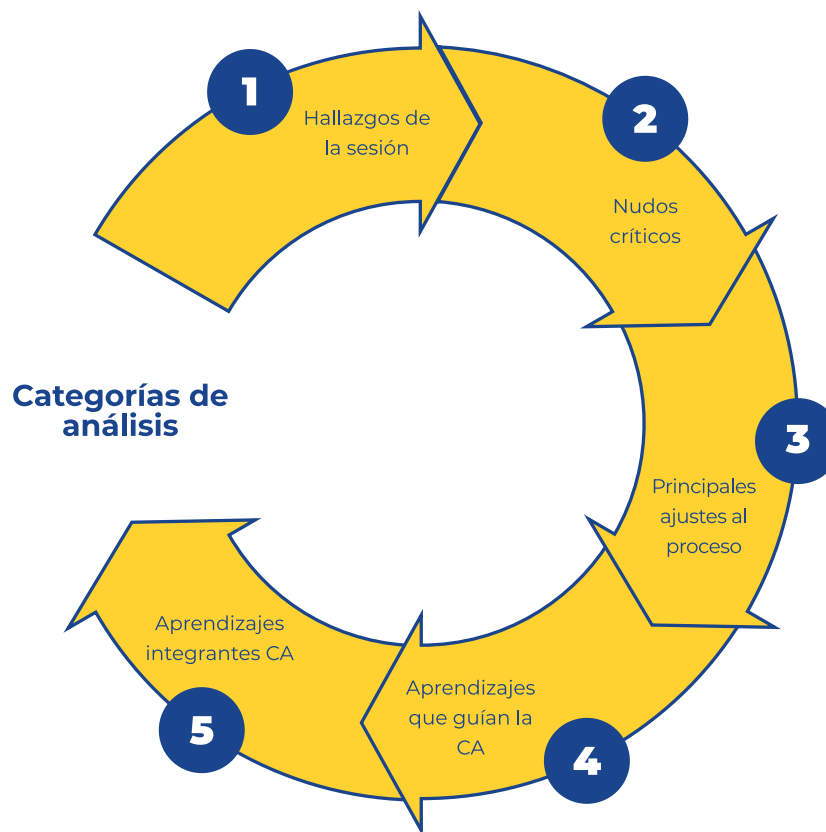 1
Hallazgos de
la sesión
2
Nudos
críticos
3
Principales
ajustes al
proceso
4
Aprendizajes
que guían la
CA
5
Aprendizajes
integrantes CA
Categorías de
análisis